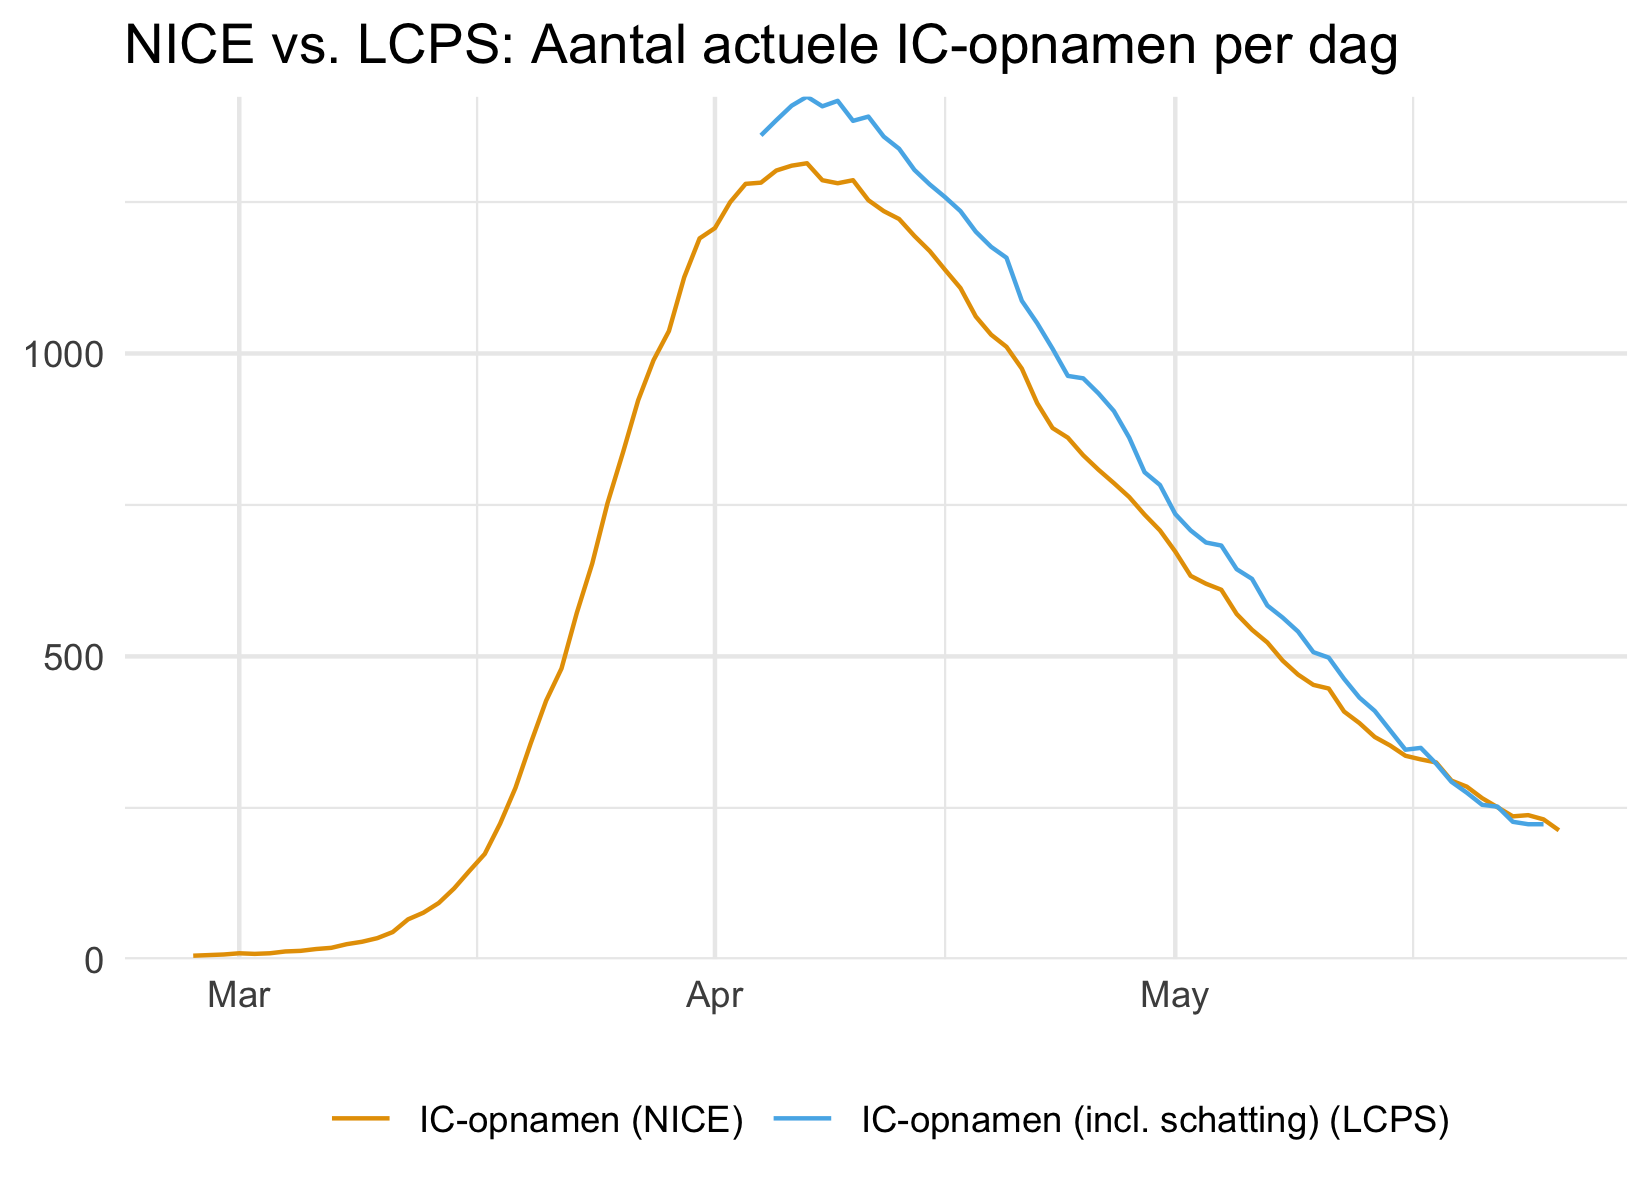 NICE vs. LCPS: Aantal actuele IC-opnamen per dag
1000
500
0
Mar Apr May
IC-opnamen (NICE) IC-opnamen (incl. schatting) (LCPS)